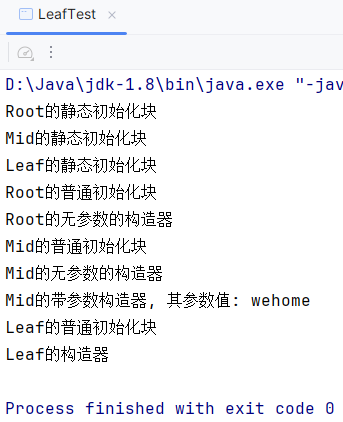 LeafTest
D:\Java\jdk-1.8\bin\java.exe "-jav
Root的静态初始化块
Mid的静态初始化块
Leaf的静态初始化块
Root的普通初始化块
Root的无参数的构造器
Mid的普通初始化块
Mid的无参数的构造器
Mid的带参数构造器, 其参数值: wehome
Leaf的普通初始化块
Leaf的构造器
Process finished with exit code 0